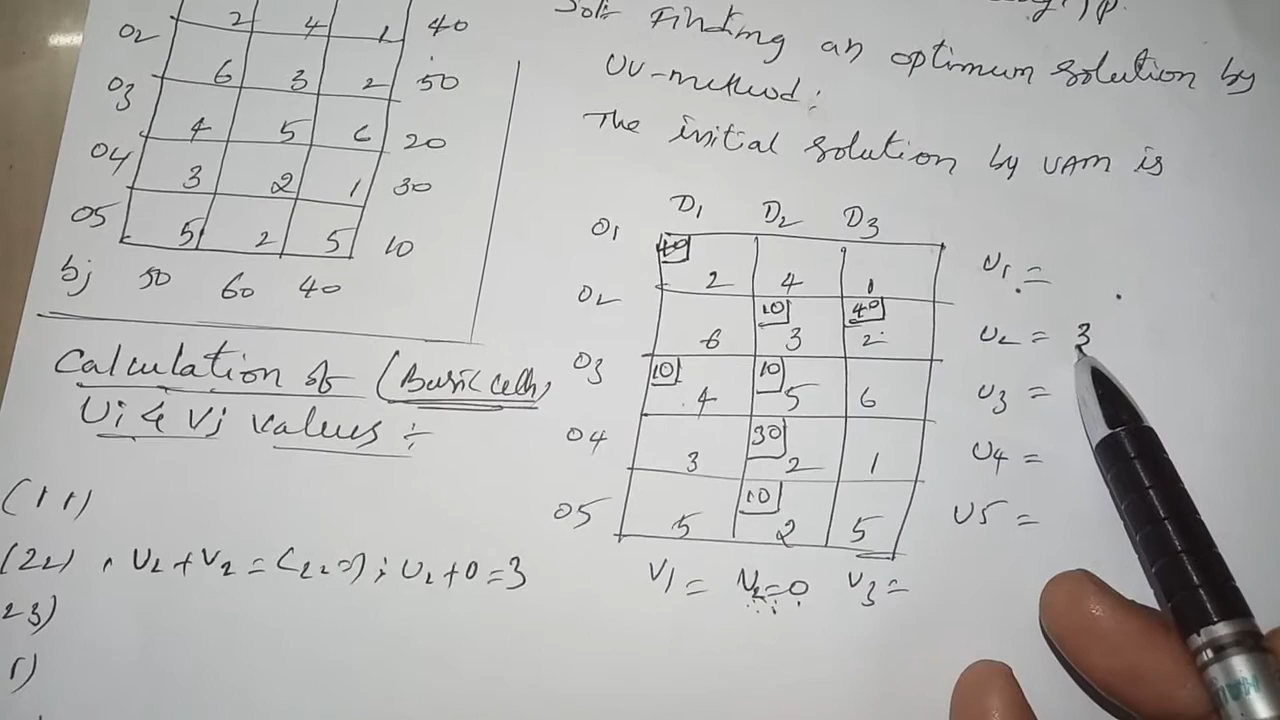 2 4 1 40
O2
6 3 2 50
O3
4 5 6 20
O4
3 2 1 30
O5
5 2 5 10
bj 50 60 40
Calculation of (Basic cells)
Ui & Vj values :-
(11)
(22) , U2+V2=C22⇒; U2+0=3
23)
1)
Finding an optimum solution by
UV-method:
The initial solution by VAM is
D1 D2 D3
O1 40 2 4 1 U1=
O2 6 10 3 40 2 U2= 3
O3 10 4 10 5 6 U3=
O4 3 30 2 1 U4=
O5 5 10 2 5 U5=
V1= V2=0 V3=